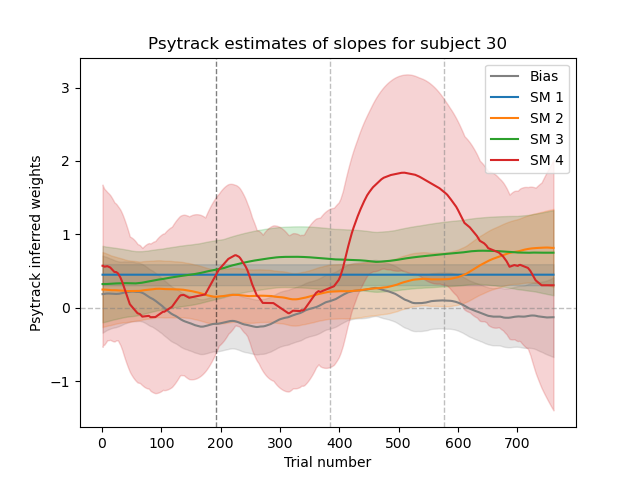 Psytrack estimates of slopes for subject 30
Psytrack inferred weights
3
2
1
0
−1
Bias
SM 1
SM 2
SM 3
SM 4
0 100 200 300 400 500 600 700
Trial number